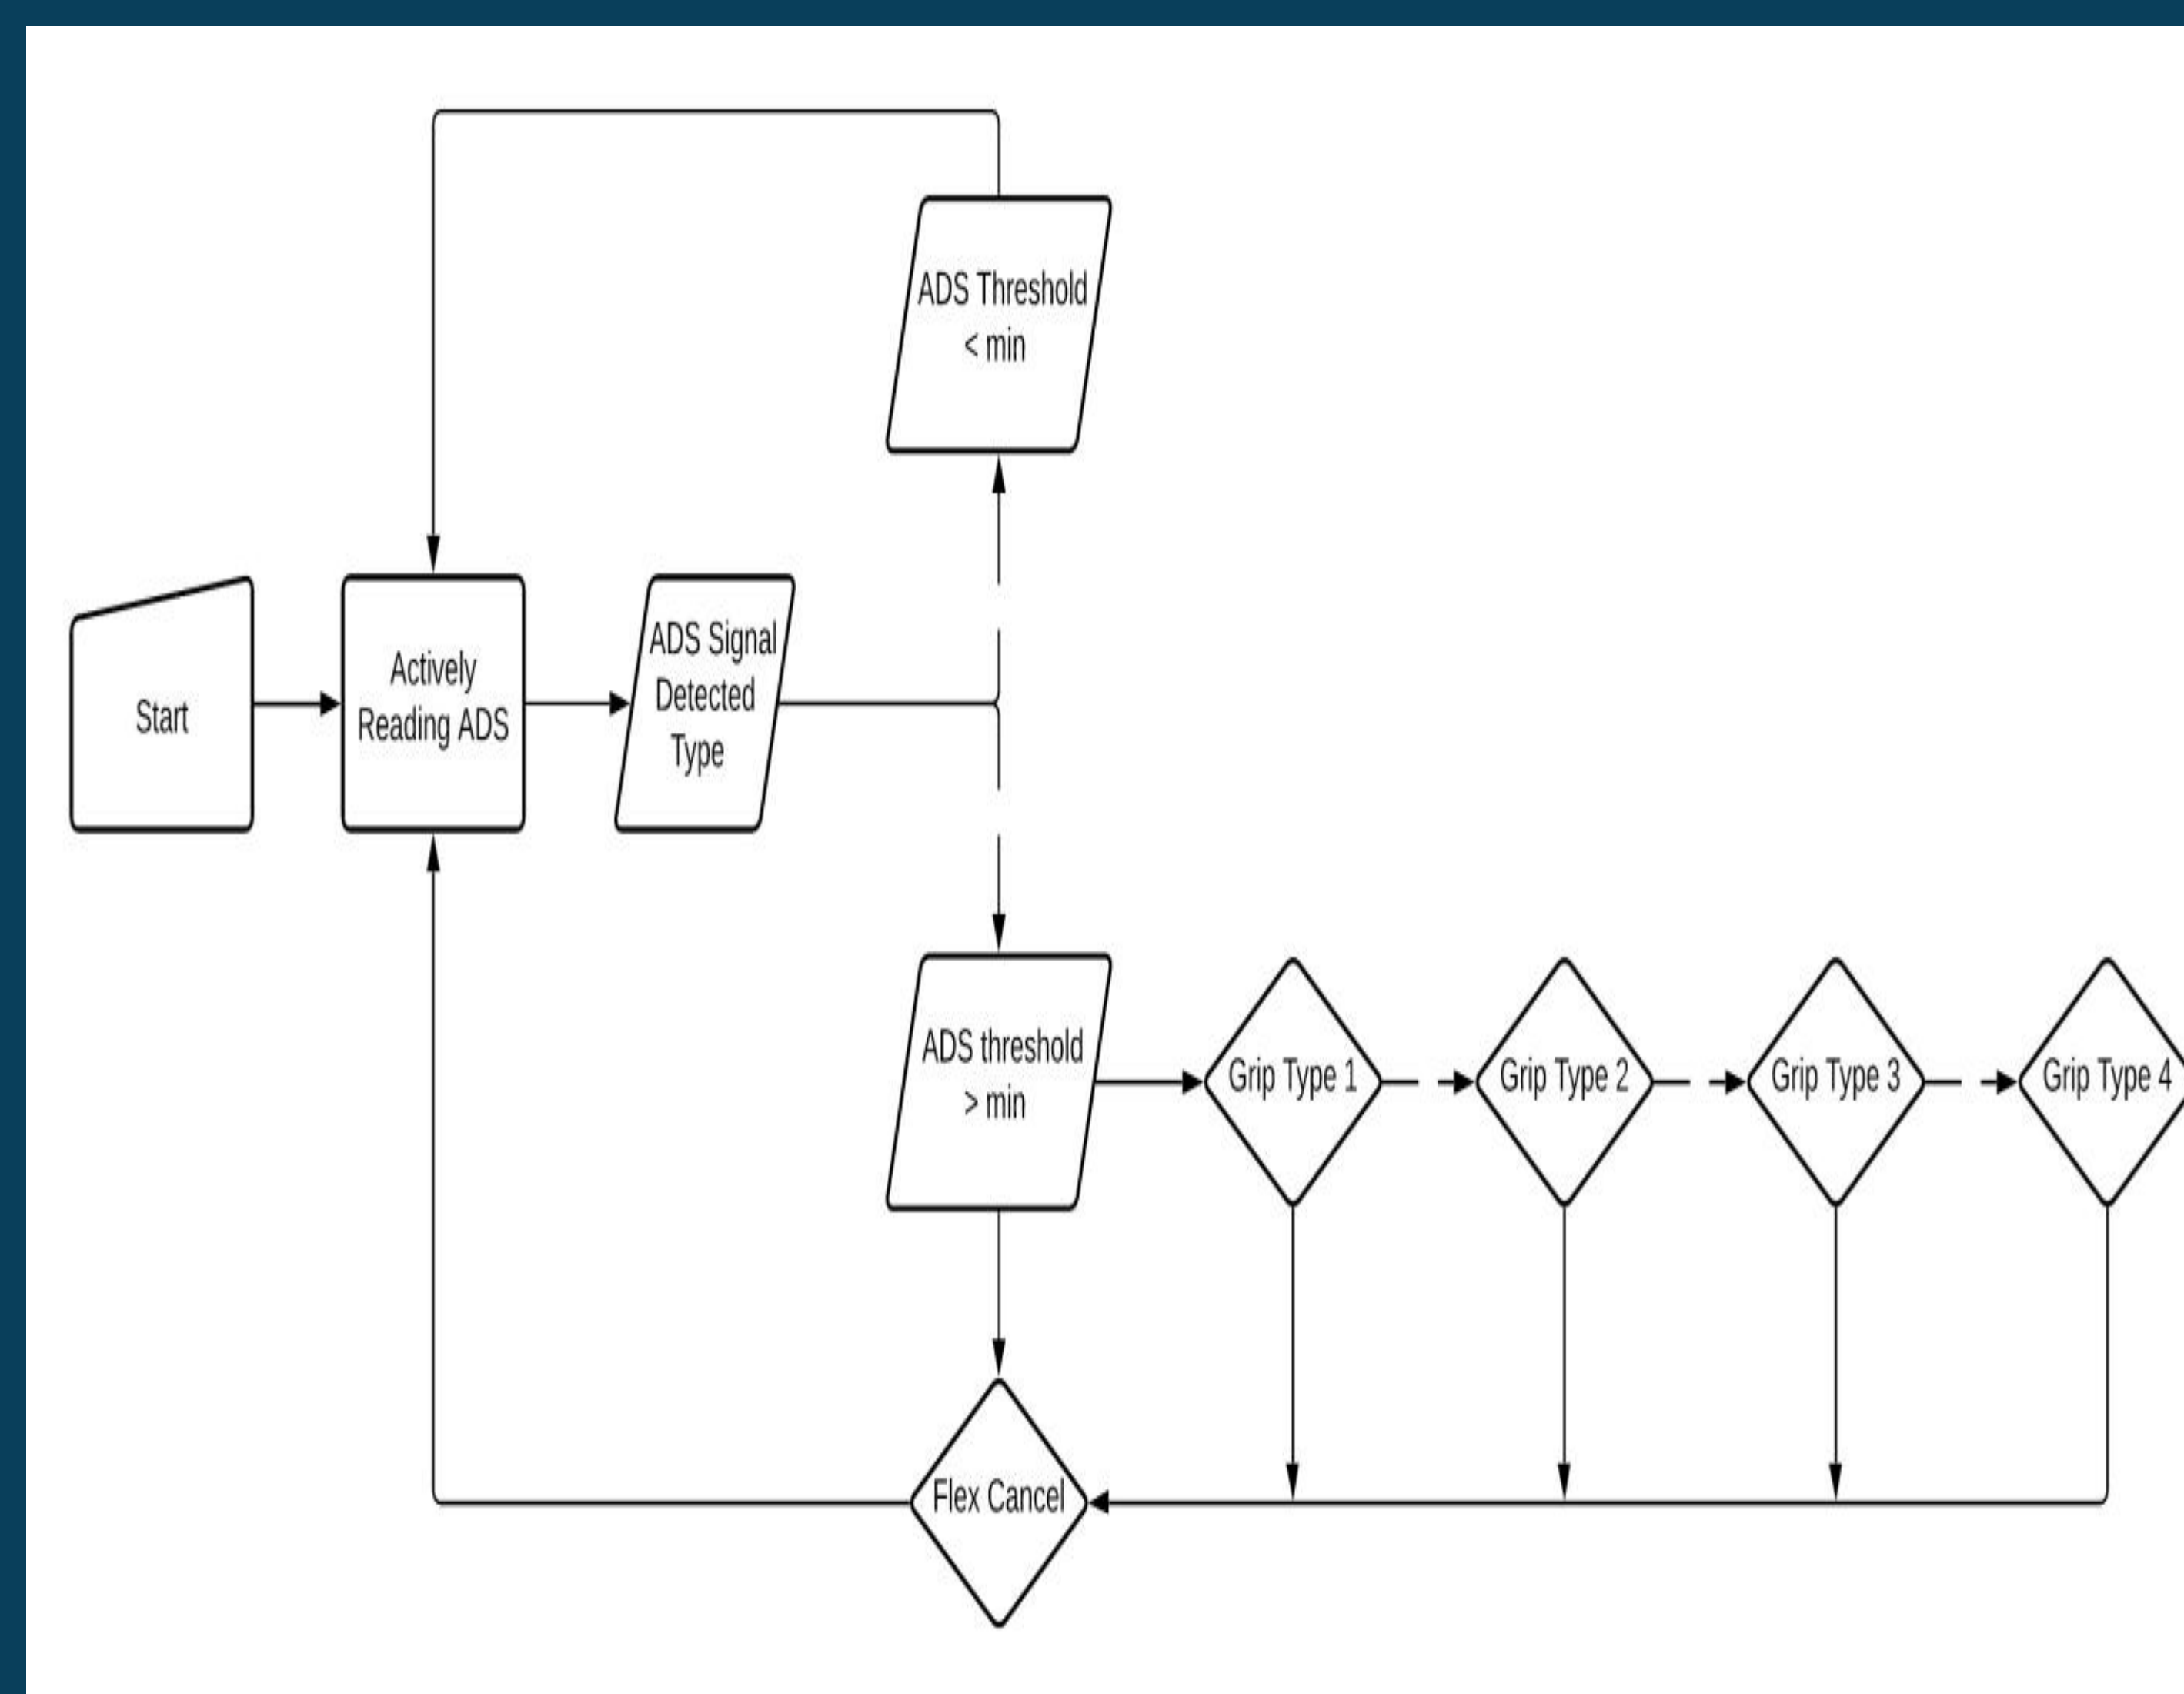 ADS Threshold
< min
Start
Actively
Reading ADS
ADS Signal
Detected
Type
ADS threshold
> min
Grip Type 1
Grip Type 2
Grip Type 3
Grip Type 4
Flex Cancel